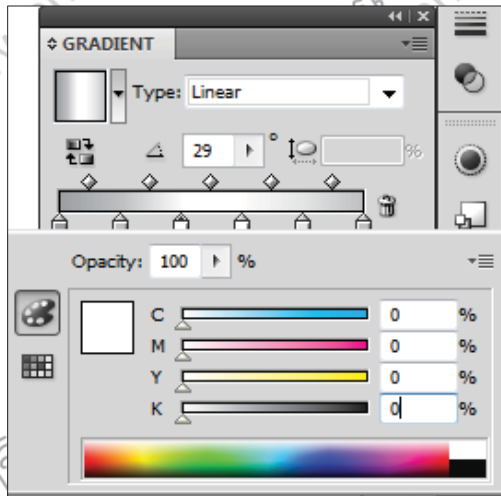 GRADIENT
Type: Linear
29 ° %
Opacity: 100 %
C 0 %
M 0 %
Y 0 %
K 0 %